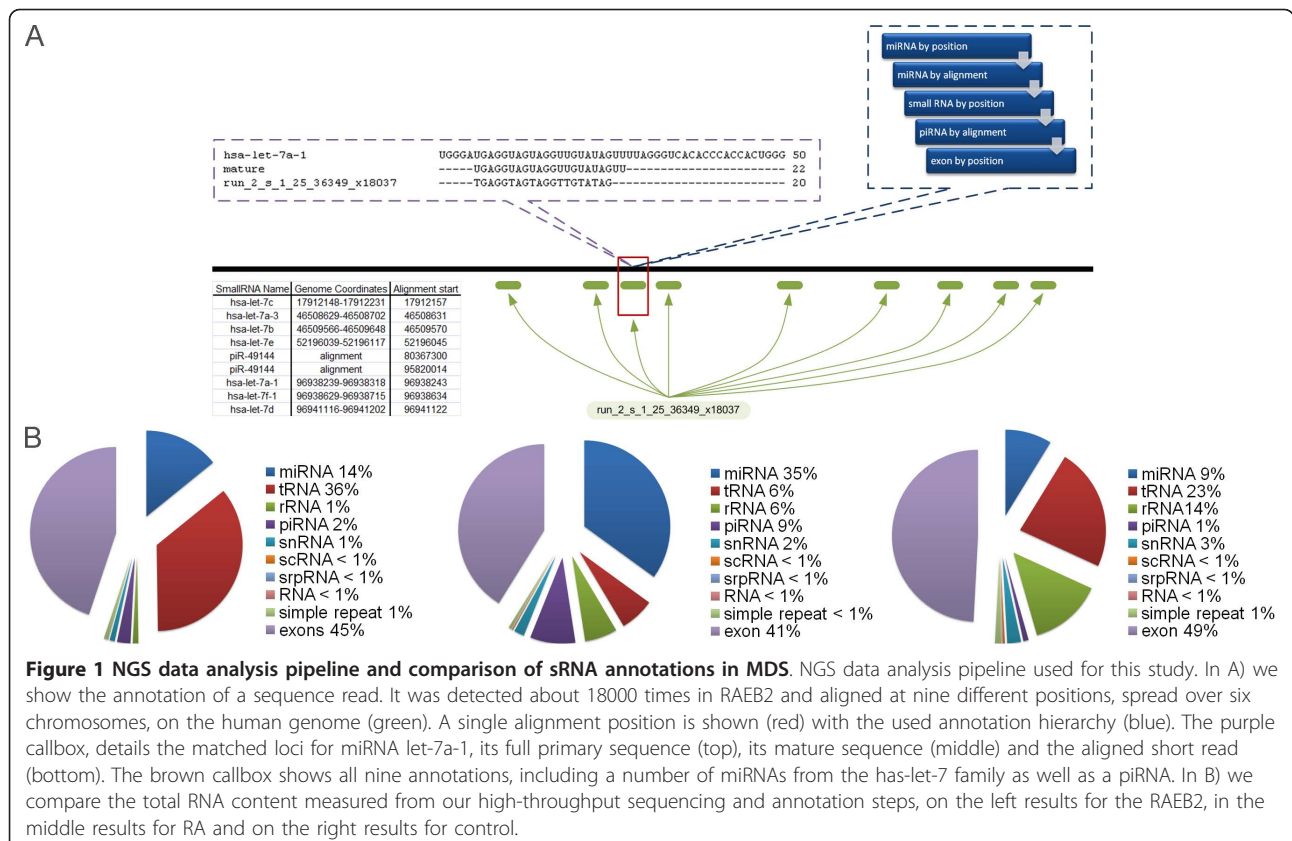 A
miRNA by position
miRNA by alignment
small RNA by position
piRNA by alignment
exon by position
hsa-let-7a-1 UGGGAUGAGGUAGUAGGUUGUAUAGUUUUAGGGUCACACCCACCACUGGG 50
mature -----UGAGGUAGUAGGUUGUAUAGUU----------------------- 22
run_2_s_1_25_36349_x18037 -----TGAGGTAGTAGGTTGTATAG------------------------- 20
SmallRNA Name Genome Coordinates Alignment start
hsa-let-7c 17912148-17912231 17912157
hsa-let-7a-3 46508629-46508702 46508631
hsa-let-7b 46509566-46509648 46509570
hsa-let-7e 52196039-52196117 52196045
piR-49144 alignment 80367300
piR-49144 alignment 95820014
hsa-let-7a-1 96938239-96938318 96938243
hsa-let-7f-1 96938629-96938715 96938634
hsa-let-7d 96941116-96941202 96941122
run_2_s_1_25_36349_x18037
B
miRNA 14%
tRNA 36%
rRNA 1%
piRNA 2%
snRNA 1%
scRNA < 1%
srpRNA < 1%
RNA < 1%
simple repeat 1%
exons 45%
miRNA 35%
tRNA 6%
rRNA 6%
piRNA 9%
snRNA 2%
scRNA < 1%
srpRNA < 1%
RNA < 1%
simple repeat < 1%
exon 41%
miRNA 9%
tRNA 23%
rRNA14%
piRNA 1%
snRNA 3%
scRNA < 1%
srpRNA < 1%
RNA < 1%
simple repeat 1%
exon 49%
Figure 1 NGS data analysis pipeline and comparison of sRNA annotations in MDS. NGS data analysis pipeline used for this study. In A) we
show the annotation of a sequence read. It was detected about 18000 times in RAEB2 and aligned at nine different positions, spread over six
chromosomes, on the human genome (green). A single alignment position is shown (red) with the used annotation hierarchy (blue). The purple
callbox, details the matched loci for miRNA let-7a-1, its full primary sequence (top), its mature sequence (middle) and the aligned short read
(bottom). The brown callbox shows all nine annotations, including a number of miRNAs from the has-let-7 family as well as a piRNA. In B) we
compare the total RNA content measured from our high-throughput sequencing and annotation steps, on the left results for the RAEB2, in the
middle results for RA and on the right results for control.